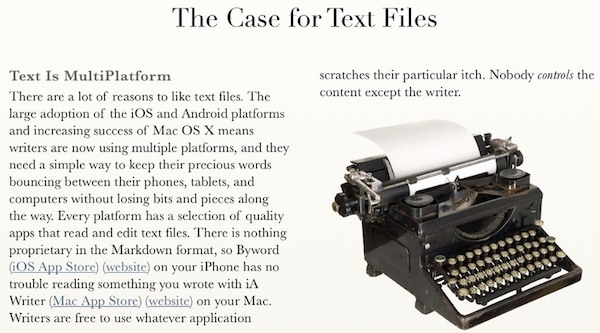 The Case for Text Files
Text Is MultiPlatform
There are a lot of reasons to like text files. The
large adoption of the iOS and Android platforms
and increasing success of Mac OS X means
writers are now using multiple platforms, and they
need a simple way to keep their precious words
bouncing between their phones, tablets, and
computers without losing bits and pieces along
the way. Every platform has a selection of quality
apps that read and edit text files. There is nothing
proprietary in the Markdown format, so Byword
(iOS App Store) (website) on your iPhone has no
trouble reading something you wrote with iA
Writer (Mac App Store) (website) on your Mac.
Writers are free to use whatever application
scratches their particular itch. Nobody controls the
content except the writer.